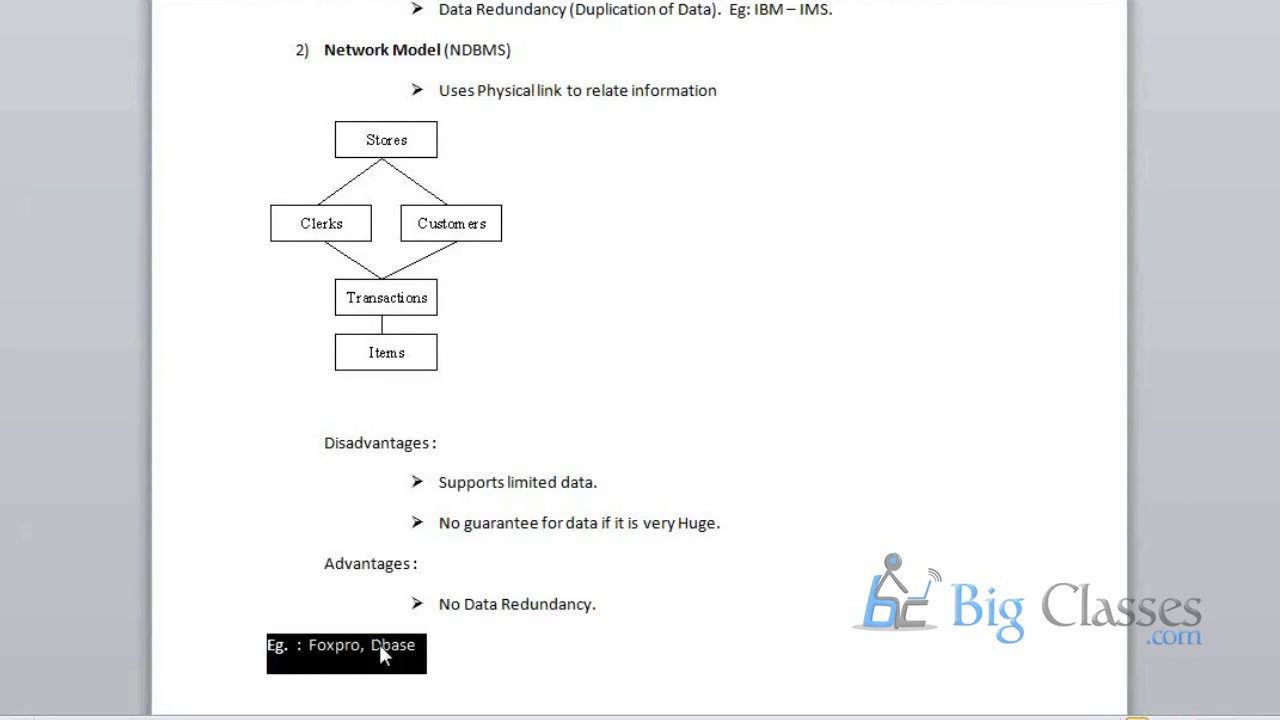 ➤ Data Redundancy (Duplication of Data). Eg: IBM – IMS.
2) Network Model (NDBMS)
➤ Uses Physical link to relate information
Stores
Clerks Customers
Transactions
Items
Disadvantages :
➤ Supports limited data.
➤ No guarantee for data if it is very Huge.
Advantages :
➤ No Data Redundancy.
Eg. : Foxpro, Dbase
bc Big Classes
.com